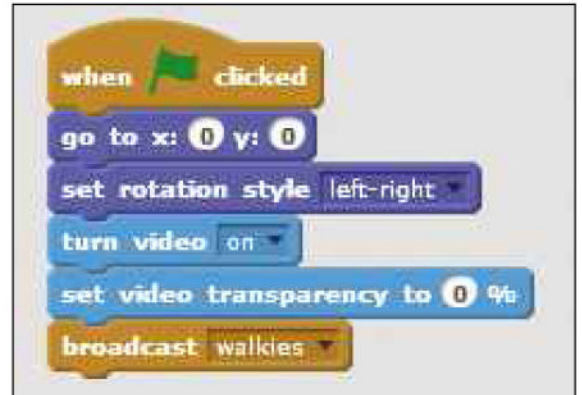 when clicked
go to x: 0 y: 0
set rotation style left-right
turn video on
set video transparency to 0 %
broadcast walkies